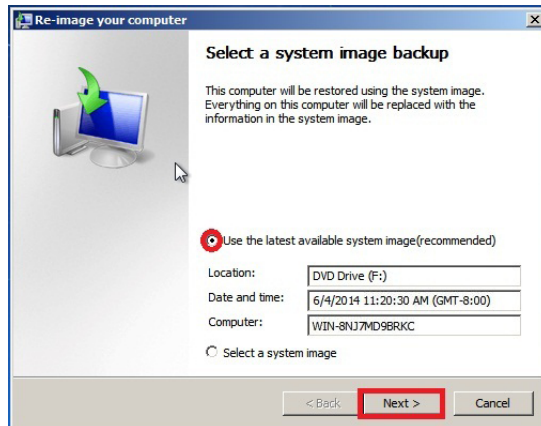 Re-image your computer
Select a system image backup
This computer will be restored using the system image.
Everything on this computer will be replaced with the
information in the system image.
Use the latest available system image(recommended)
Location:
DVD Drive (F:)
Date and time:
6/4/2014 11:20:30 AM (GMT-8:00)
Computer:
WIN-8NJ7MD9BRKC
Select a system image
< Back
Next >
Cancel